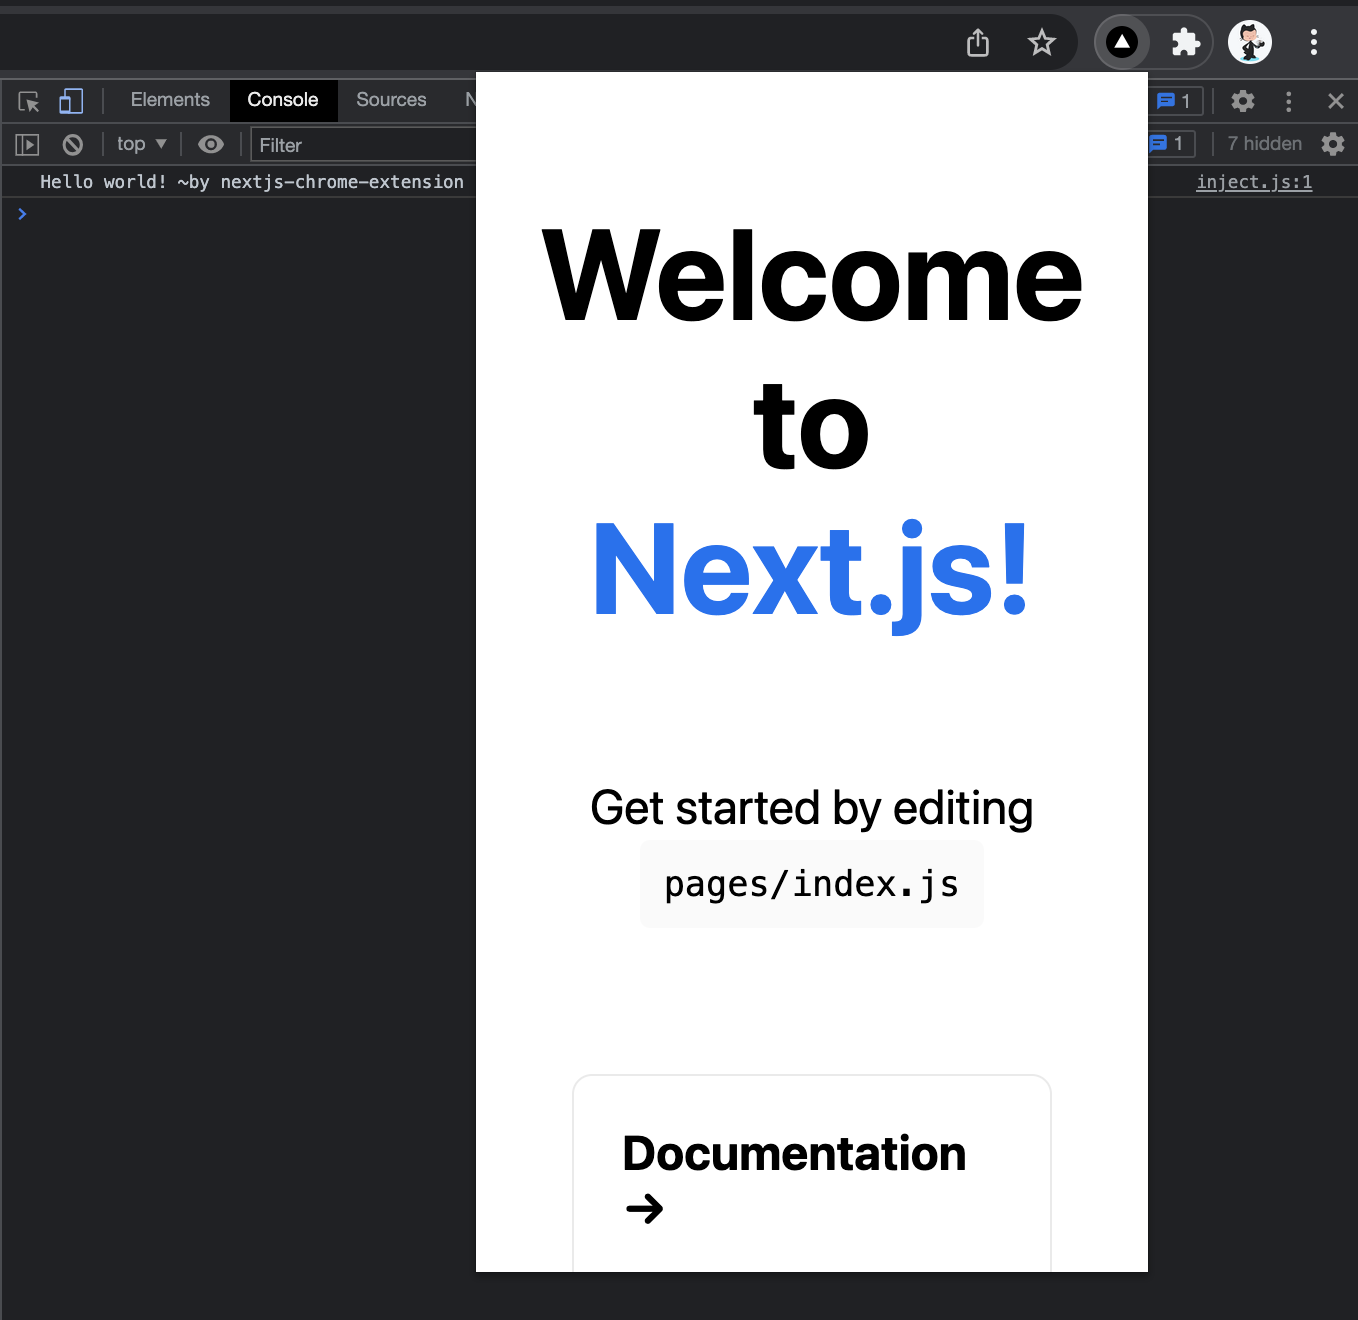 Elements Console Sources N 1
top Filter 1 7 hidden
Hello world! ~by nextjs-chrome-extension inject.js:1
Welcome
to
Next.js!
Get started by editing
pages/index.js
Documentation
→